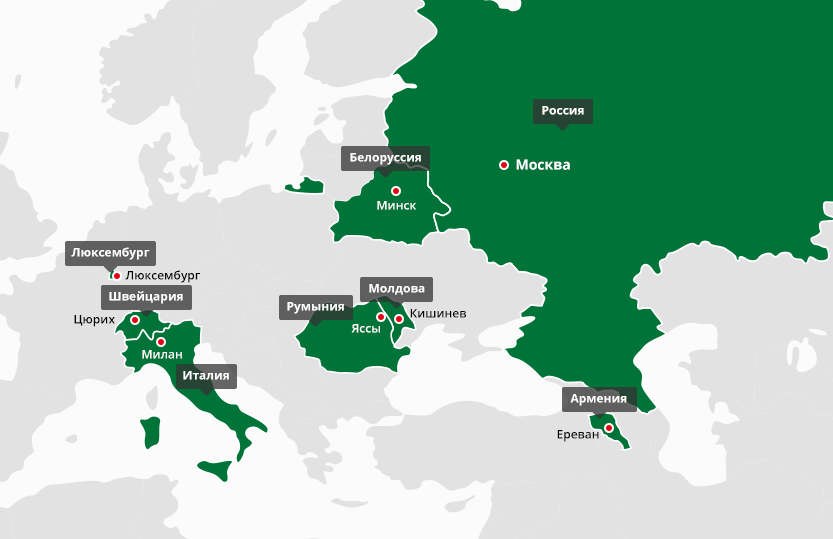 Россия
Белоруссия
Москва
Минск
Люксембург
Люксембург
Молдова
Швейцария
Румыния
Кишинев
Цюрих
Яссы
Милан
Италия
Армения
Ереван